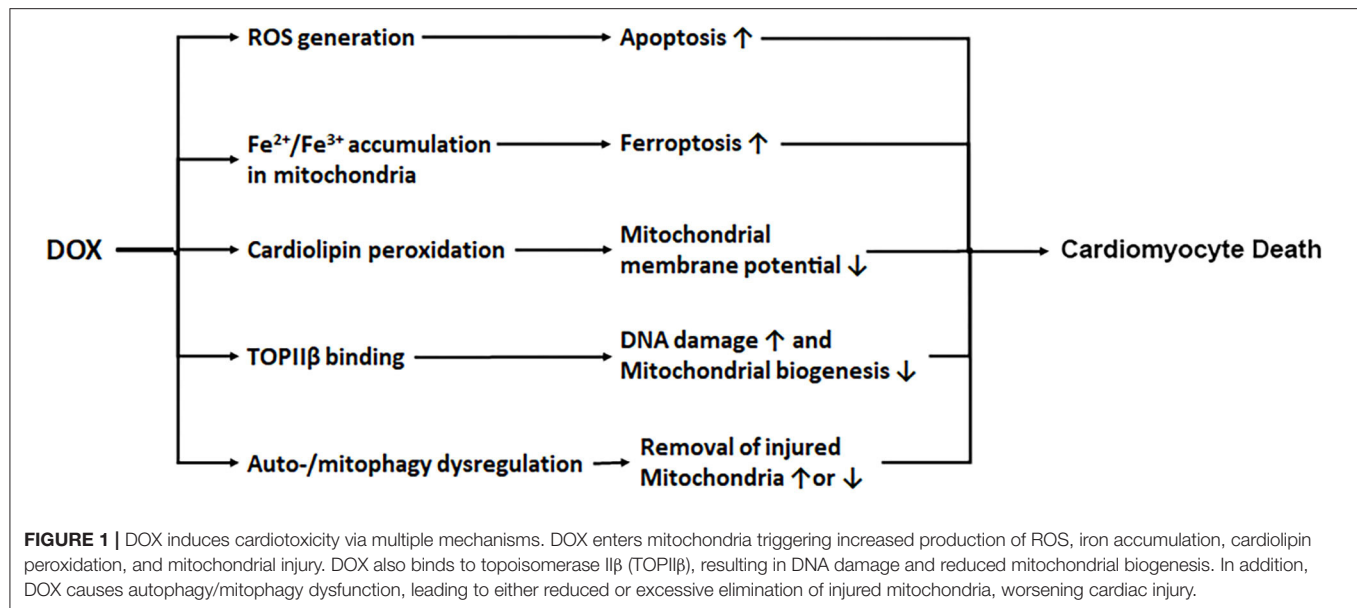 ROS generation
Apoptosis ↑
Fe²⁺/Fe³⁺ accumulation
in mitochondria
Ferroptosis ↑
DOX
Cardiolipin peroxidation
Mitochondrial
membrane potential ↓
Cardiomyocyte Death
TOPIIβ binding
DNA damage ↑ and
Mitochondrial biogenesis ↓
Auto-/mitophagy dysregulation
Removal of injured
Mitochondria ↑or ↓
FIGURE 1 | DOX induces cardiotoxicity via multiple mechanisms. DOX enters mitochondria triggering increased production of ROS, iron accumulation, cardiolipin
peroxidation, and mitochondrial injury. DOX also binds to topoisomerase IIβ (TOPIIβ), resulting in DNA damage and reduced mitochondrial biogenesis. In addition,
DOX causes autophagy/mitophagy dysfunction, leading to either reduced or excessive elimination of injured mitochondria, worsening cardiac injury.